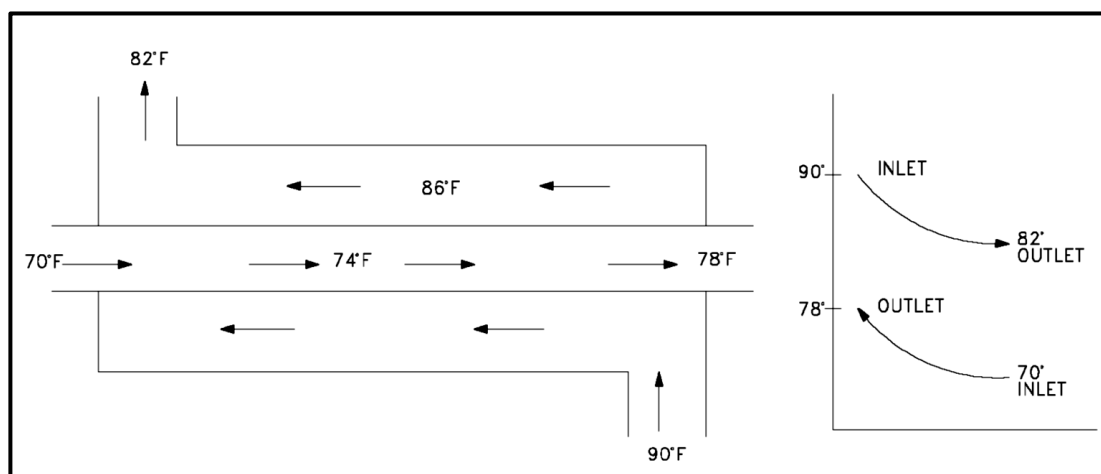 82°F
86°F
70°F
74°F
78°F
90°F
90°
INLET
82°
OUTLET
78°
OUTLET
70°
INLET